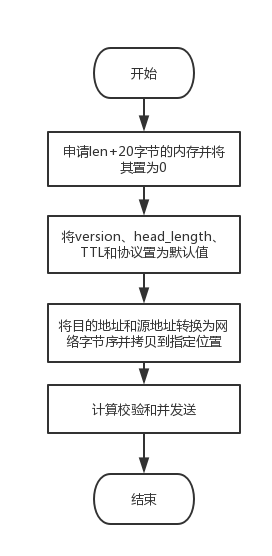 开始
申请len+20字节的内存并将
其置为0
将version、head_length、
TTL和协议置为默认值
将目的地址和源地址转换为网
络字节序并拷贝到指定位置
计算校验和并发送
结束